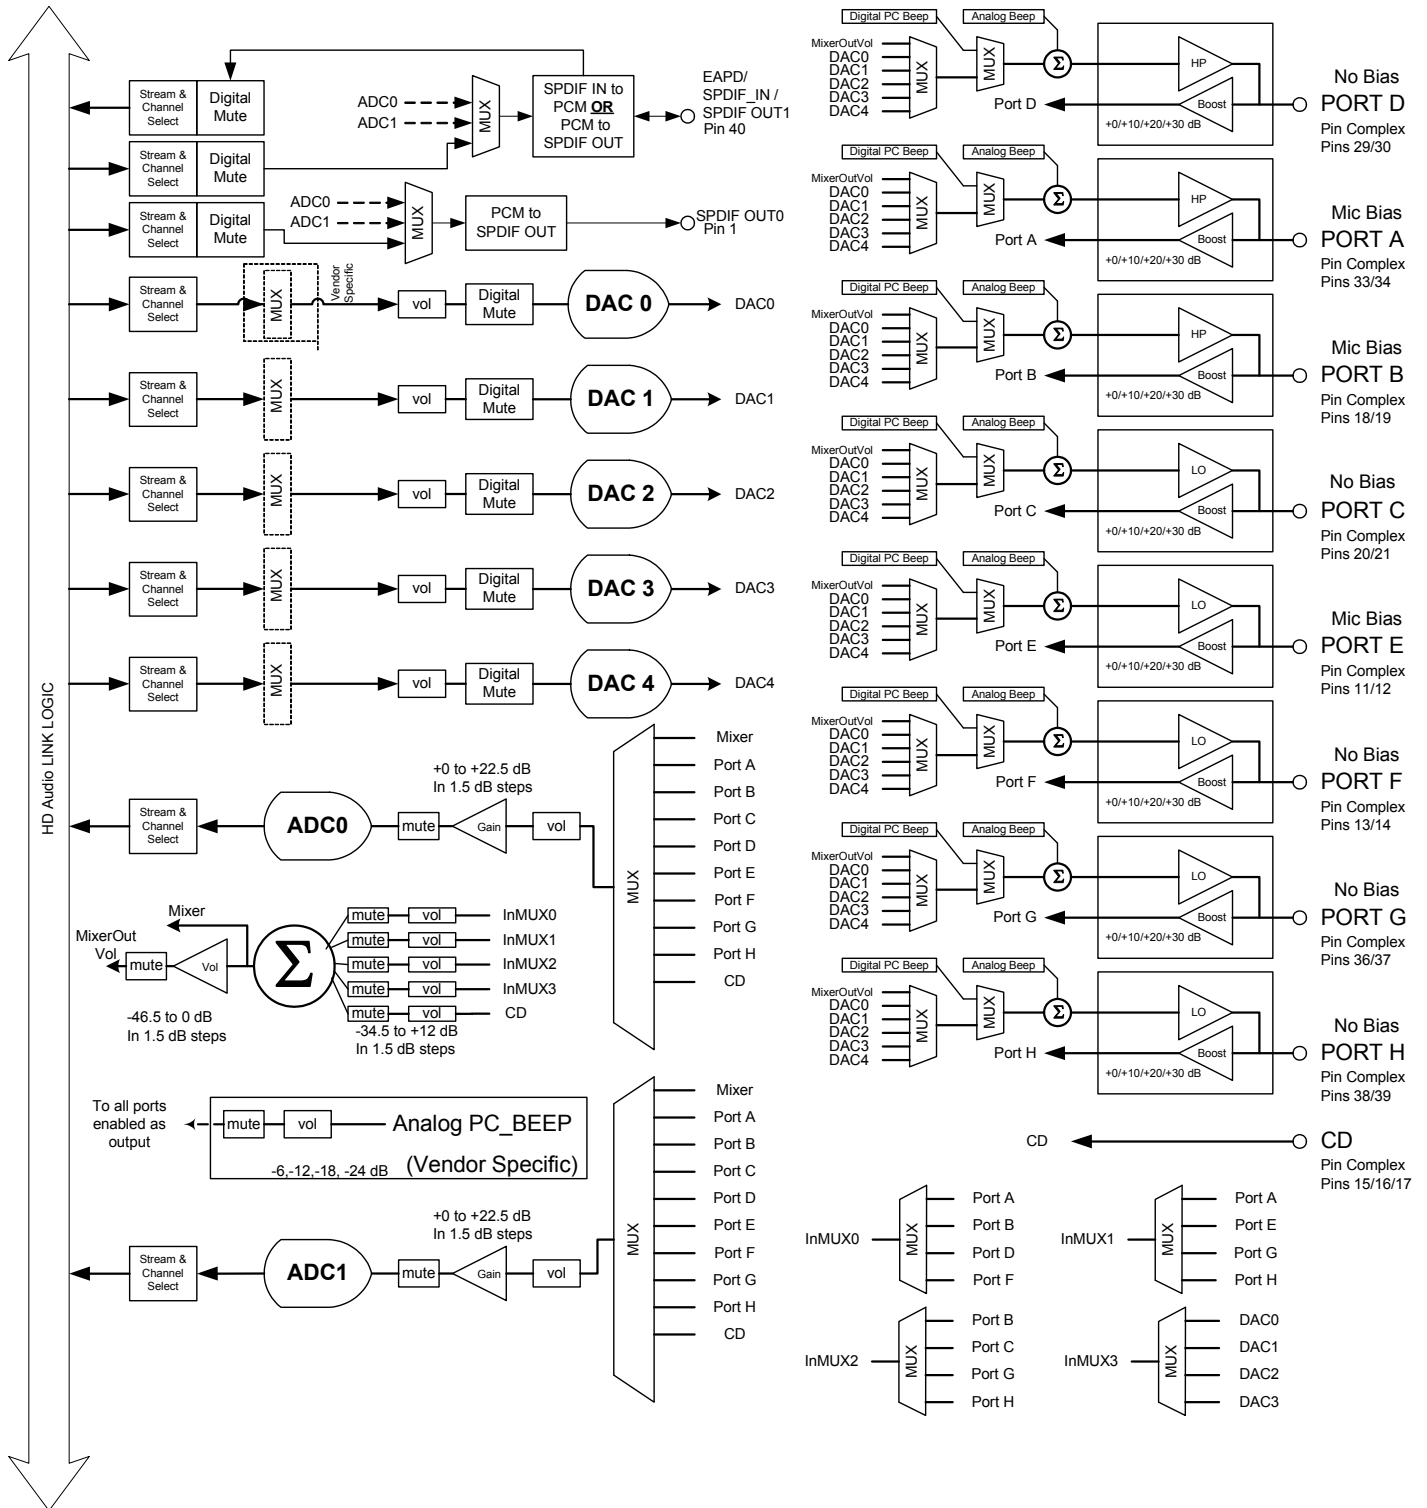 HD Audio LINK LOGIC
Stream &
Channel
Select
Digital
Mute
ADC0
ADC1
MUX
SPDIF IN to
PCM OR
PCM to
SPDIF OUT
EAPD/
SPDIF_IN /
SPDIF OUT1
Pin 40
Stream &
Channel
Select
Digital
Mute
Stream &
Channel
Select
Digital
Mute
ADC0
ADC1
MUX
PCM to
SPDIF OUT
SPDIF OUT0
Pin 1
Stream &
Channel
Select
MUX
Vendor
Specific
vol
Digital
Mute
DAC 0
DAC0
Stream &
Channel
Select
MUX
vol
Digital
Mute
DAC 1
DAC1
Stream &
Channel
Select
MUX
vol
Digital
Mute
DAC 2
DAC2
Stream &
Channel
Select
MUX
vol
Digital
Mute
DAC 3
DAC3
Stream &
Channel
Select
MUX
vol
Digital
Mute
DAC 4
DAC4
Stream &
Channel
Select
ADC0
mute
Gain
+0 to +22.5 dB
In 1.5 dB steps
vol
MUX
Mixer
Port A
Port B
Port C
Port D
Port E
Port F
Port G
Port H
CD
Mixer
MixerOut
Vol
mute
Vol
-46.5 to 0 dB
In 1.5 dB steps
Σ
mute vol InMUX0
mute vol InMUX1
mute vol InMUX2
mute vol InMUX3
mute vol CD
-34.5 to +12 dB
In 1.5 dB steps
To all ports
enabled as
output
mute
vol
Analog PC_BEEP
(Vendor Specific)
-6,-12,-18, -24 dB
Stream &
Channel
Select
ADC1
mute
Gain
+0 to +22.5 dB
In 1.5 dB steps
vol
MUX
Mixer
Port A
Port B
Port C
Port D
Port E
Port F
Port G
Port H
CD
Digital PC Beep
Analog Beep
MixerOutVol
DAC0
DAC1
DAC2
DAC3
DAC4
MUX
MUX
Σ
HP
Boost
Port D
+0/+10/+20/+30 dB
No Bias
PORT D
Pin Complex
Pins 29/30
Digital PC Beep
Analog Beep
MixerOutVol
DAC0
DAC1
DAC2
DAC3
DAC4
MUX
MUX
Σ
HP
Boost
Port A
+0/+10/+20/+30 dB
Mic Bias
PORT A
Pin Complex
Pins 33/34
Digital PC Beep
Analog Beep
MixerOutVol
DAC0
DAC1
DAC2
DAC3
DAC4
MUX
MUX
Σ
HP
Boost
Port B
+0/+10/+20/+30 dB
Mic Bias
PORT B
Pin Complex
Pins 18/19
Digital PC Beep
Analog Beep
MixerOutVol
DAC0
DAC1
DAC2
DAC3
DAC4
MUX
MUX
Σ
LO
Boost
Port C
+0/+10/+20/+30 dB
No Bias
PORT C
Pin Complex
Pins 20/21
Digital PC Beep
Analog Beep
MixerOutVol
DAC0
DAC1
DAC2
DAC3
DAC4
MUX
MUX
Σ
LO
Boost
Port E
+0/+10/+20/+30 dB
Mic Bias
PORT E
Pin Complex
Pins 11/12
Digital PC Beep
Analog Beep
MixerOutVol
DAC0
DAC1
DAC2
DAC3
DAC4
MUX
MUX
Σ
LO
Boost
Port F
+0/+10/+20/+30 dB
No Bias
PORT F
Pin Complex
Pins 13/14
Digital PC Beep
Analog Beep
MixerOutVol
DAC0
DAC1
DAC2
DAC3
DAC4
MUX
MUX
Σ
LO
Boost
Port G
+0/+10/+20/+30 dB
No Bias
PORT G
Pin Complex
Pins 36/37
Digital PC Beep
Analog Beep
MixerOutVol
DAC0
DAC1
DAC2
DAC3
DAC4
MUX
MUX
Σ
LO
Boost
Port H
+0/+10/+20/+30 dB
No Bias
PORT H
Pin Complex
Pins 38/39
CD
CD
Pin Complex
Pins 15/16/17
InMUX0
MUX
Port A
Port B
Port D
Port F
InMUX1
MUX
Port A
Port E
Port G
Port H
InMUX2
MUX
Port B
Port C
Port G
Port H
InMUX3
MUX
DAC0
DAC1
DAC2
DAC3